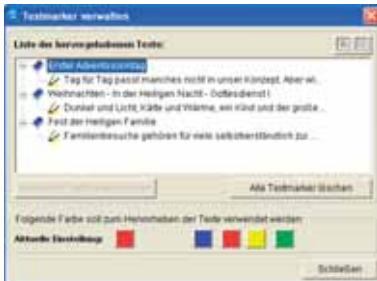 Textmarker verwalten
Liste der hervorgehobenen Texte:
Erster Adventssonntag
Tag für Tag passt manches nicht in unser Konzept. Aber wi...
Weihnachten - In der Heiligen Nacht - Gottesdienst I
Dunkel und Licht, Kälte und Wärme, ein Kind und der große ...
Fest der Heiligen Familie
Familienbesuche gehören für viele selbstverständlich zur ...
Alle Textmarker löschen
Folgende Farbe soll zum Hervorheben der Texte verwendet werden:
Aktuelle Einstellung:
Schließen